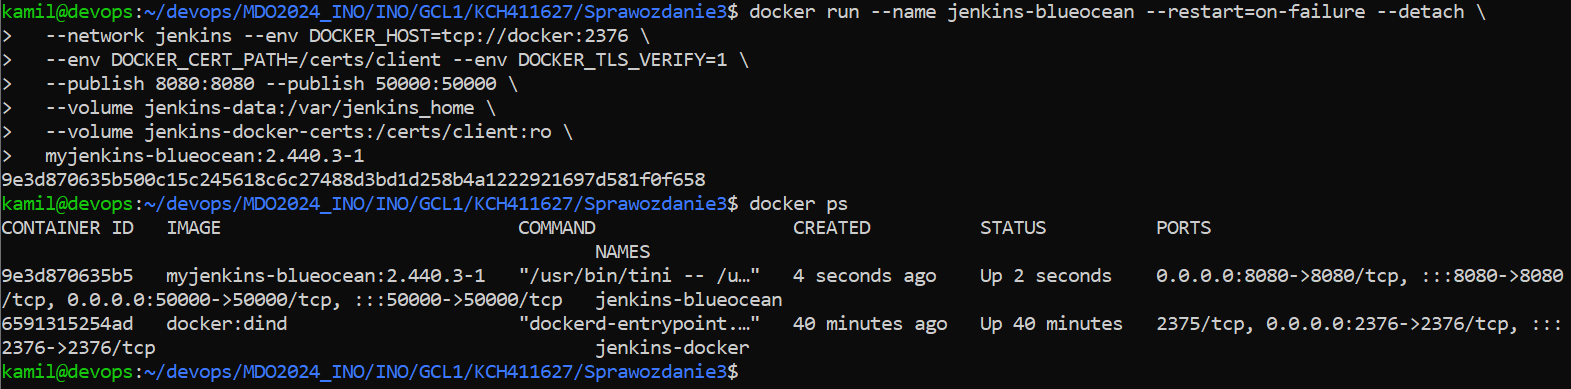 kamil@devops:~/devops/MDO2024_INO/INO/GCL1/KCH411627/Sprawozdanie3$ docker run --name jenkins-blueocean --restart=on-failure --detach \
>   --network jenkins --env DOCKER_HOST=tcp://docker:2376 \
>   --env DOCKER_CERT_PATH=/certs/client --env DOCKER_TLS_VERIFY=1 \
>   --publish 8080:8080 --publish 50000:50000 \
>   --volume jenkins-data:/var/jenkins_home \
>   --volume jenkins-docker-certs:/certs/client:ro \
>   myjenkins-blueocean:2.440.3-1
9e3d870635b500c15c245618c6c27488d3bd1d258b4a1222921697d581f0f658
kamil@devops:~/devops/MDO2024_INO/INO/GCL1/KCH411627/Sprawozdanie3$ docker ps
CONTAINER ID   IMAGE                           COMMAND                  CREATED          STATUS          PORTS
                                                      NAMES
9e3d870635b5   myjenkins-blueocean:2.440.3-1   "/usr/bin/tini -- /u…"   4 seconds ago    Up 2 seconds    0.0.0.0:8080->8080/tcp, :::8080->8080
/tcp, 0.0.0.0:50000->50000/tcp, :::50000->50000/tcp   jenkins-blueocean
6591315254ad   docker:dind                     "dockerd-entrypoint.…"   40 minutes ago   Up 40 minutes   2375/tcp, 0.0.0.0:2376->2376/tcp, :::
2376->2376/tcp                                        jenkins-docker
kamil@devops:~/devops/MDO2024_INO/INO/GCL1/KCH411627/Sprawozdanie3$